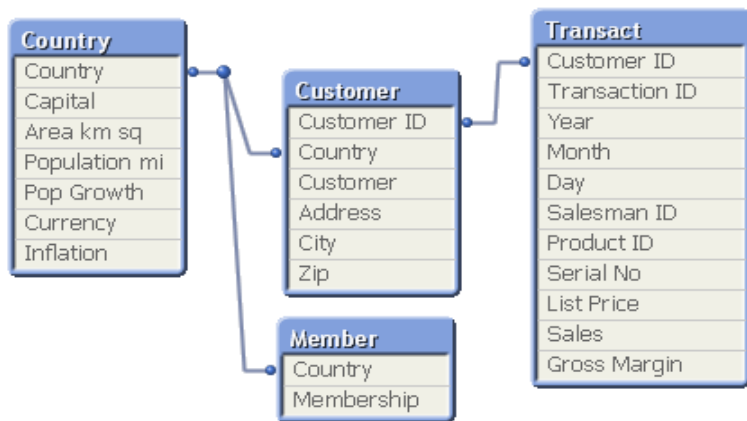 Country
Country
Capital
Area km sq
Population mi
Pop Growth
Currency
Inflation
Customer
Customer ID
Country
Customer
Address
City
Zip
Member
Country
Membership
Transact
Customer ID
Transaction ID
Year
Month
Day
Salesman ID
Product ID
Serial No
List Price
Sales
Gross Margin